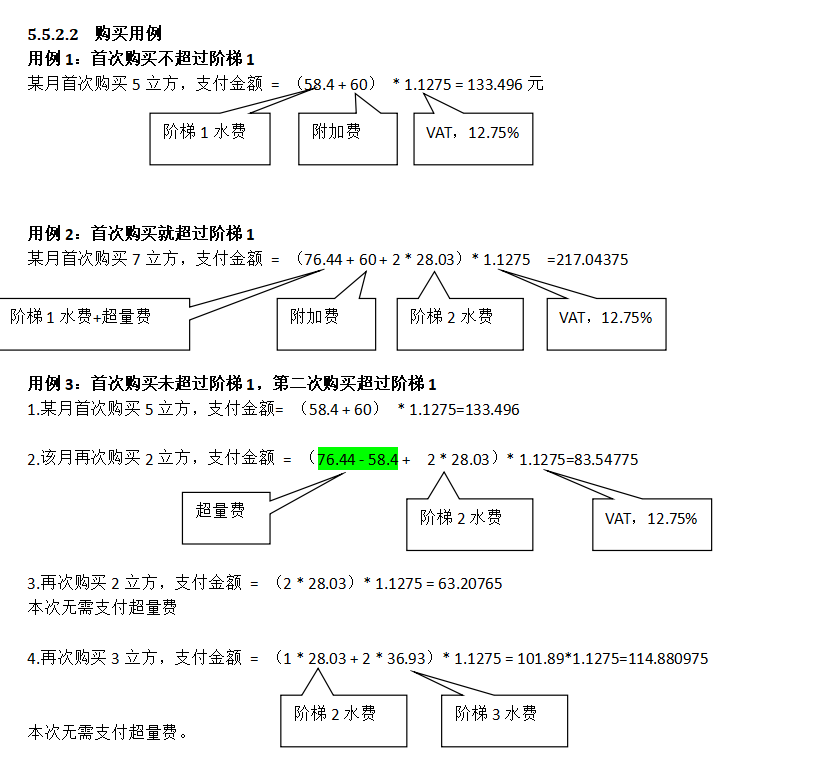 5.5.2.2 购买用例
用例 1：首次购买不超过阶梯 1
某月首次购买 5 立方，支付金额 = （58.4 + 60） * 1.1275 = 133.496 元
阶梯 1 水费
附加费
VAT，12.75%
用例 2：首次购买就超过阶梯 1
某月首次购买 7 立方，支付金额 = （76.44 + 60 + 2 * 28.03）* 1.1275 =217.04375
阶梯 1 水费+超量费
附加费
阶梯 2 水费
VAT，12.75%
用例 3：首次购买未超过阶梯 1，第二次购买超过阶梯 1
1.某月首次购买 5 立方，支付金额= （58.4 + 60） * 1.1275=133.496
2.该月再次购买 2 立方，支付金额 = （76.44 - 58.4 + 2 * 28.03）* 1.1275=83.54775
超量费
阶梯 2 水费
VAT，12.75%
3.再次购买 2 立方，支付金额 = （2 * 28.03）* 1.1275 = 63.20765
本次无需支付超量费
4.再次购买 3 立方，支付金额 = （1 * 28.03 + 2 * 36.93）* 1.1275 = 101.89*1.1275=114.880975
阶梯 2 水费
阶梯 3 水费
本次无需支付超量费。